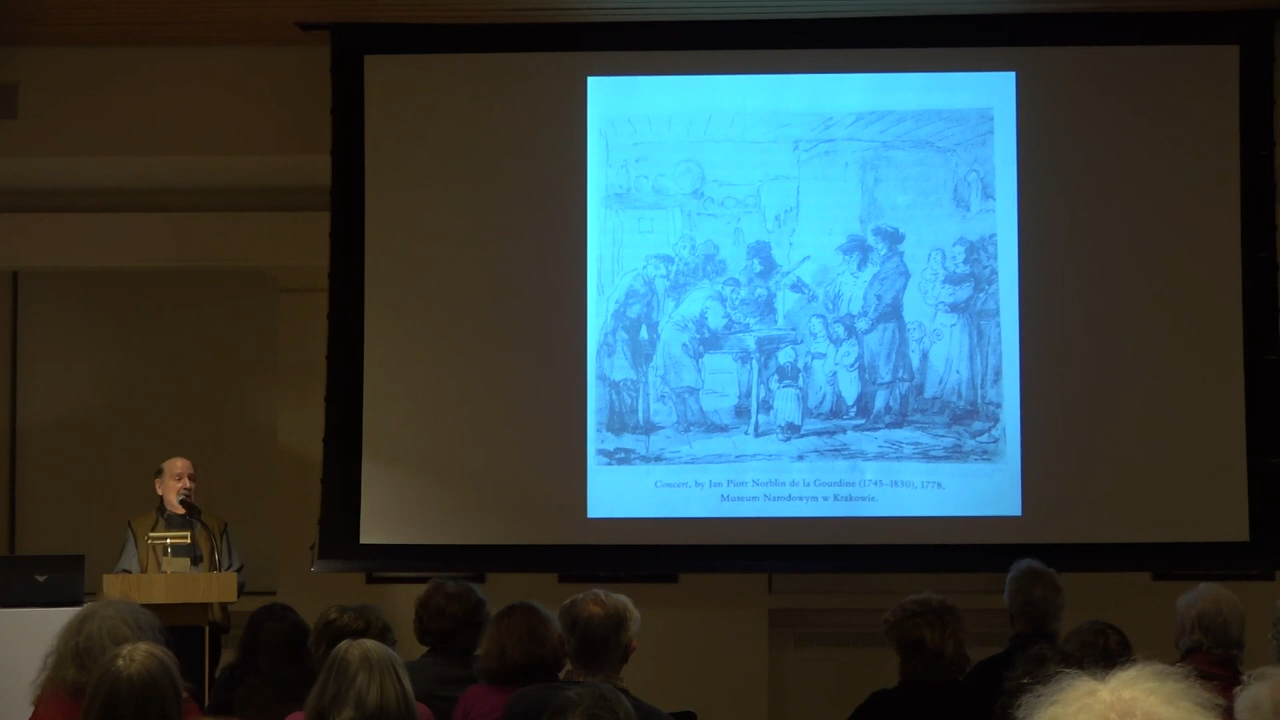 Concert, by Jan Piotr Norblin de la Gourdine (1745–1830), 1778.
Museum Narodowym w Krakowie.